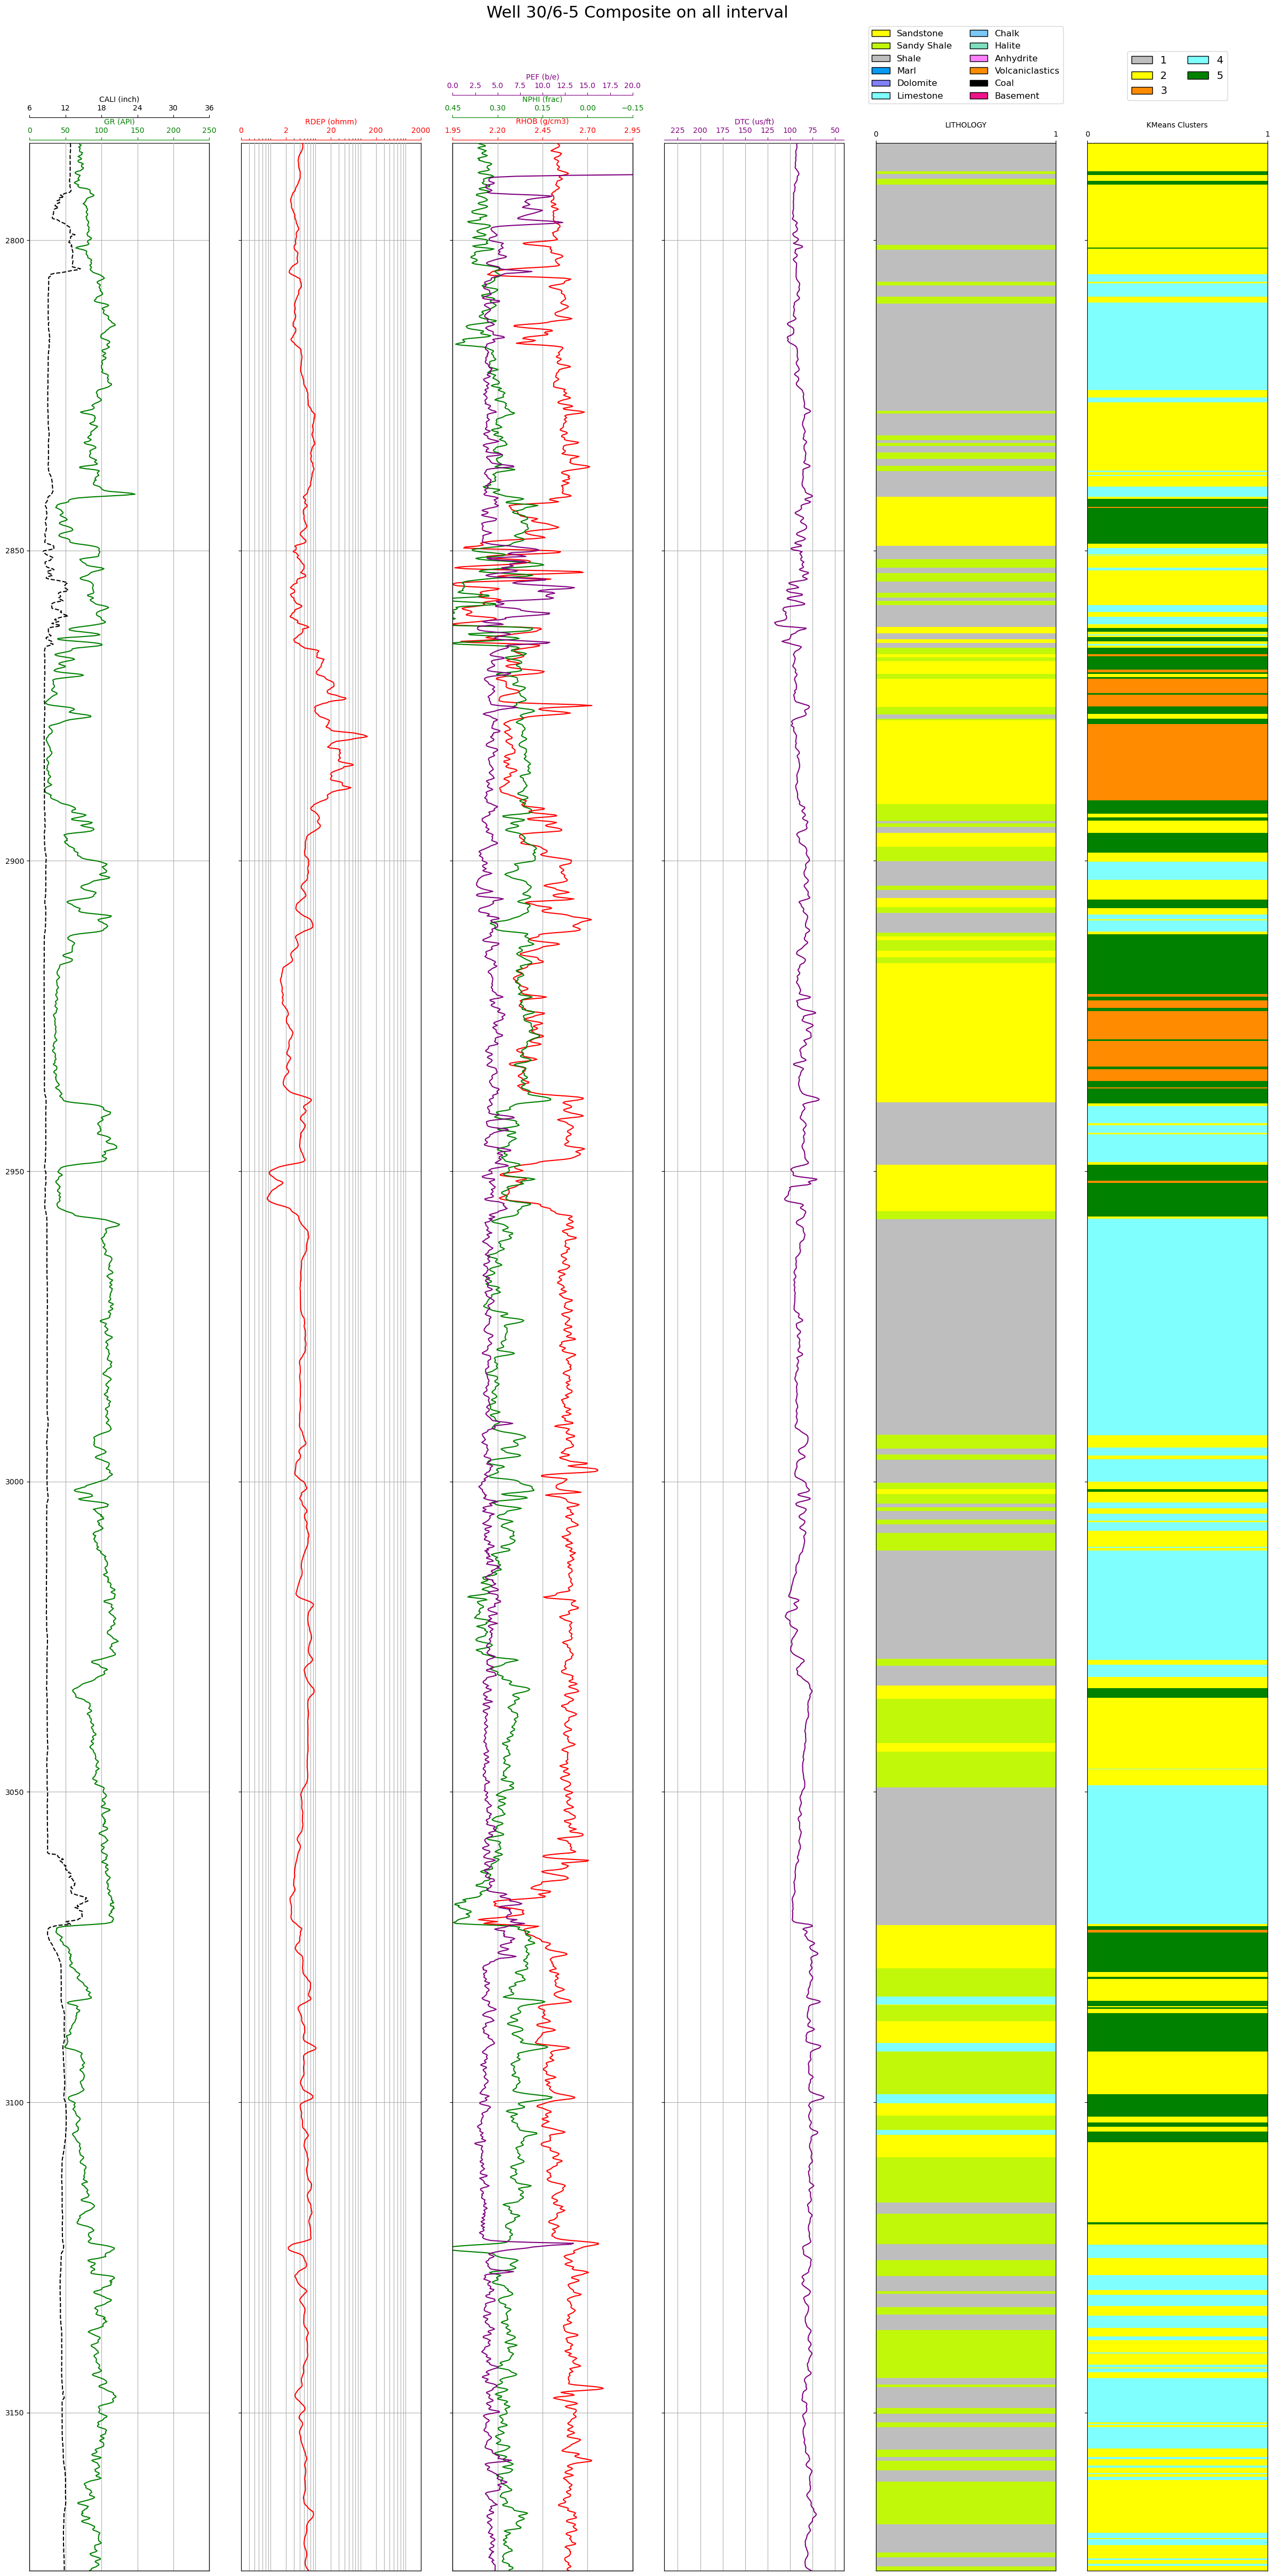 Well 30/6-5 Composite on all interval
Sandstone Chalk
Sandy Shale Halite
Shale Anhydrite
Marl Volcaniclastics
Dolomite Coal
Limestone Basement
1 4
2 5
3
PEF (b/e)
0.0 2.5 5.0 7.5 10.0 12.5 15.0 17.5 20.0
CALI (inch)
NPHI (frac)
6 12 18 24 30 36
0.45 0.30 0.15 0.00 −0.15
GR (API)
RDEP (ohmm)
RHOB (g/cm3)
DTC (us/ft)
LITHOLOGY
KMeans Clusters
0 50 100 150 200 250
0 2 20 200 2000
1.95 2.20 2.45 2.70 2.95
225 200 175 150 125 100 75 50
0 1
0 1
2800
2850
2900
2950
3000
3050
3100
3150